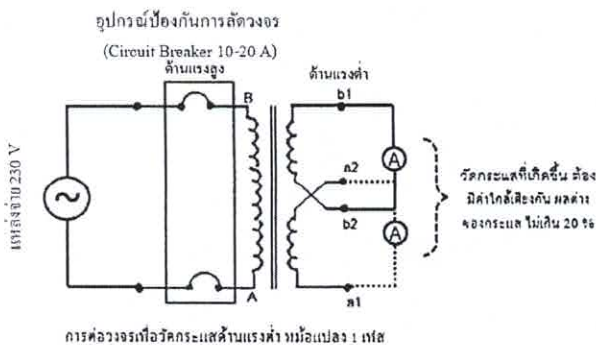 อุปกรณ์ป้องกันการลัดวงจร
(Circuit Breaker 10-20 A)
ด้านแรงสูง
ด้านแรงต่ำ
B
b1
A
a2
b2
A
A
a1
แหล่งจ่าย 230 V
วัดกระแสที่เกิดขึ้น ต้อง
มีค่าใกล้เคียงกัน ผลต่าง
ของกระแส ไม่เกิน 20 %
การต่อวงจรเพื่อวัดกระแสด้านแรงต่ำ หม้อแปลง 1 เฟส